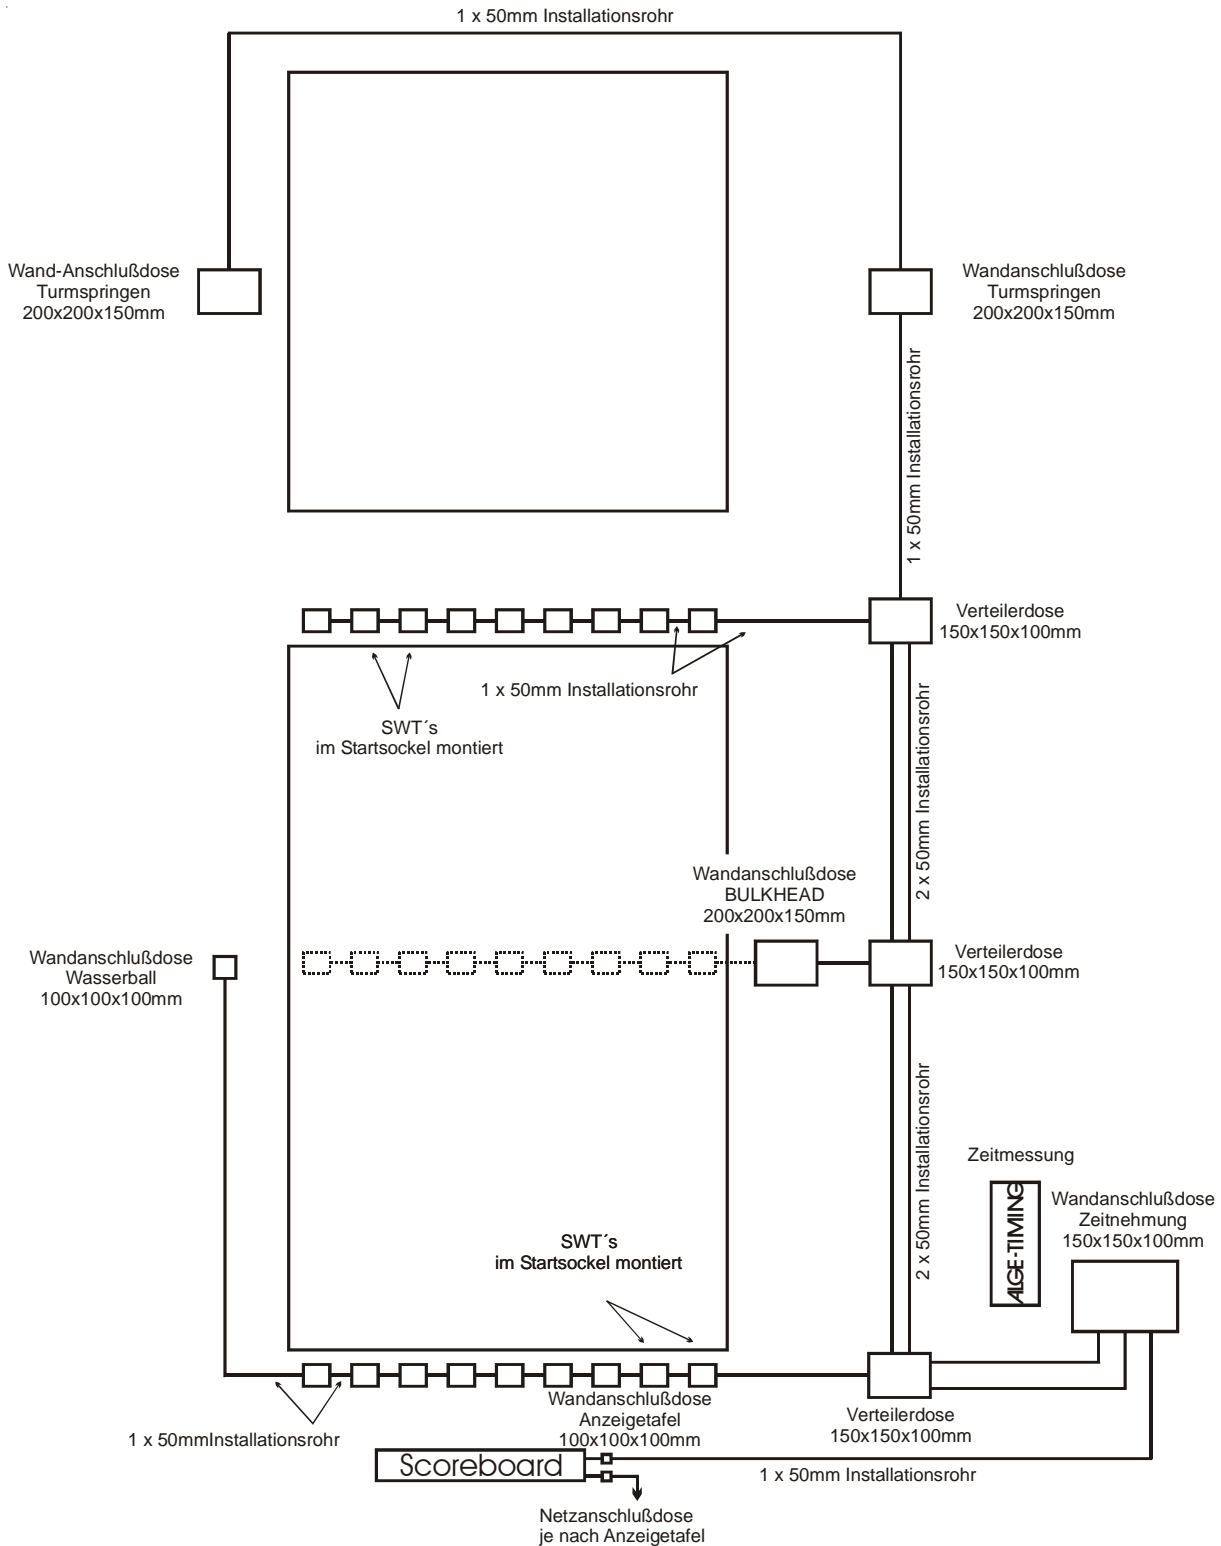 1 x 50mm Installationsrohr
Wand-Anschlußdose
Turmspringen
200x200x150mm
Wandanschlußdose
Turmspringen
200x200x150mm
1 x 50mm Installationsrohr
Verteilerdose
150x150x100mm
1 x 50mm Installationsrohr
SWT´s
im Startsockel montiert
2 x 50mm Installationsrohr
Wandanschlußdose
BULKHEAD
200x200x150mm
Wandanschlußdose
Wasserball
100x100x100mm
Verteilerdose
150x150x100mm
2 x 50mm Installationsrohr
Zeitmessung
ALGE-TIMING
Wandanschlußdose
Zeitnehmung
150x150x100mm
SWT´s
im Startsockel montiert
Wandanschlußdose
Anzeigetafel
100x100x100mm
Verteilerdose
150x150x100mm
1 x 50mmInstallationsrohr
Scoreboard
1 x 50mm Installationsrohr
Netzanschlußdose
je nach Anzeigetafel